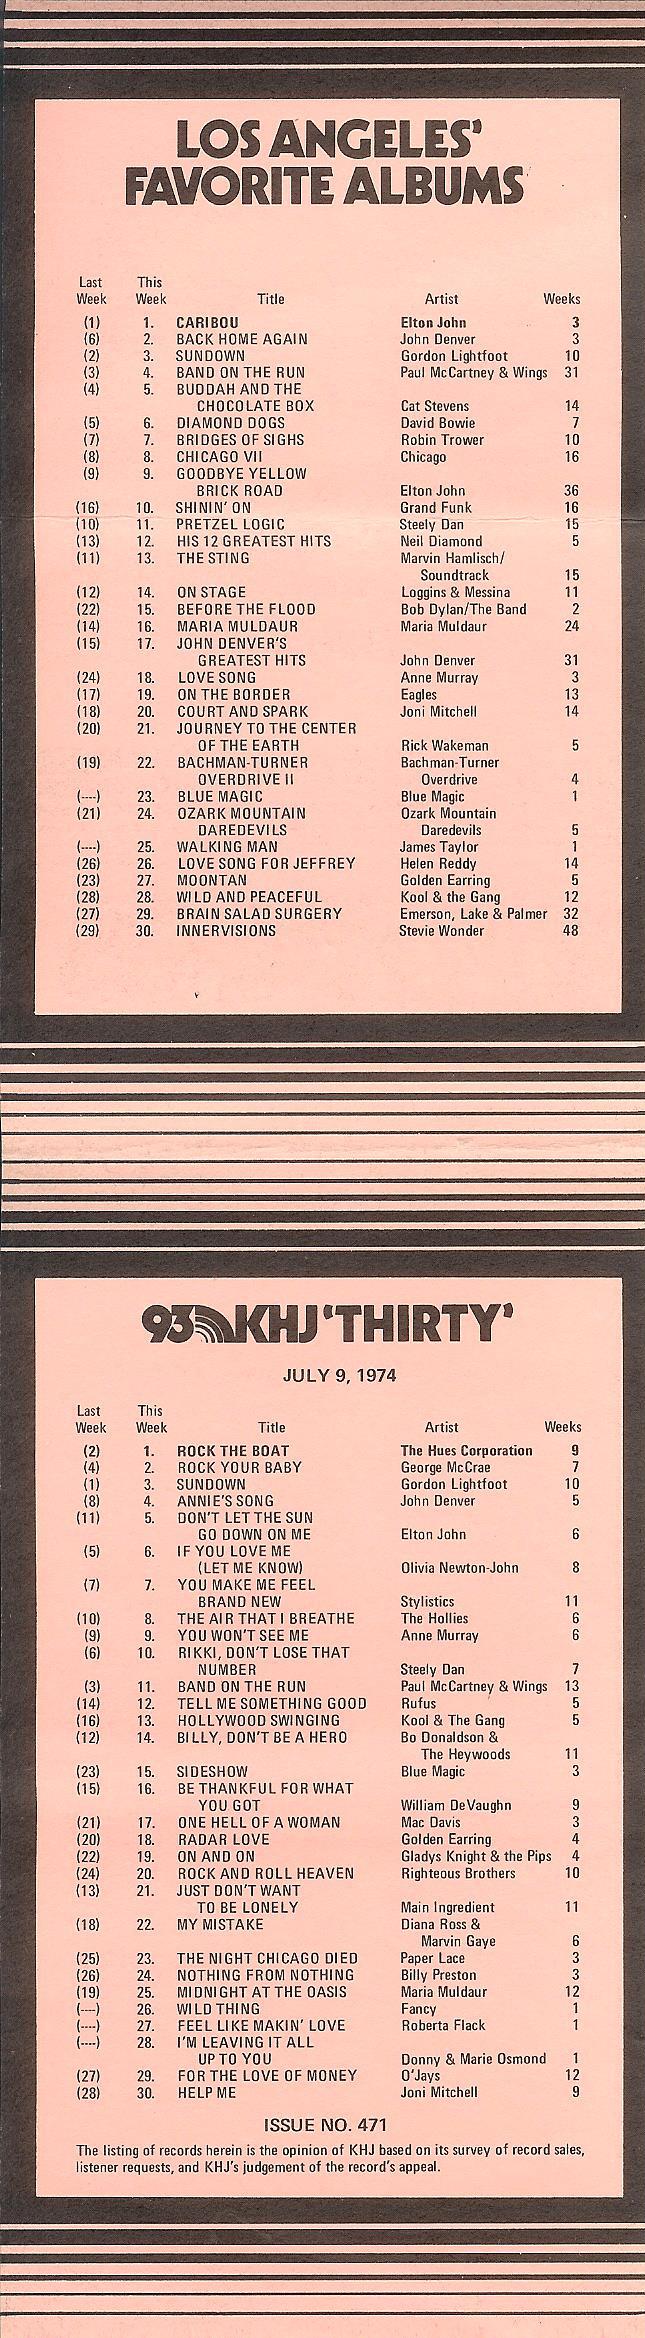 LOS ANGELES'
FAVORITE ALBUMS
Last This
Week Week Title Artist Weeks
(1) 1. CARIBOU Elton John 3
(6) 2. BACK HOME AGAIN John Denver 3
(2) 3. SUNDOWN Gordon Lightfoot 10
(3) 4. BAND ON THE RUN Paul McCartney & Wings 31
(4) 5. BUDDAH AND THE
CHOCOLATE BOX Cat Stevens 14
(5) 6. DIAMOND DOGS David Bowie 7
(7) 7. BRIDGES OF SIGHS Robin Trower 10
(8) 8. CHICAGO VII Chicago 16
(9) 9. GOODBYE YELLOW
BRICK ROAD Elton John 36
(16) 10. SHININ' ON Grand Funk 16
(10) 11. PRETZEL LOGIC Steely Dan 15
(13) 12. HIS 12 GREATEST HITS Neil Diamond 5
(11) 13. THE STING Marvin Hamlisch/
Soundtrack 15
(12) 14. ON STAGE Loggins & Messina 11
(22) 15. BEFORE THE FLOOD Bob Dylan/The Band 2
(14) 16. MARIA MULDAUR Maria Muldaur 24
(15) 17. JOHN DENVER'S
GREATEST HITS John Denver 31
(24) 18. LOVE SONG Anne Murray 3
(17) 19. ON THE BORDER Eagles 13
(18) 20. COURT AND SPARK Joni Mitchell 14
(20) 21. JOURNEY TO THE CENTER
OF THE EARTH Rick Wakeman 5
(19) 22. BACHMAN-TURNER Bachman-Turner
OVERDRIVE II Overdrive 4
(----) 23. BLUE MAGIC Blue Magic 1
(21) 24. OZARK MOUNTAIN Ozark Mountain
DAREDEVILS Daredevils 5
(----) 25. WALKING MAN James Taylor 1
(26) 26. LOVE SONG FOR JEFFREY Helen Reddy 14
(23) 27. MOONTAN Golden Earring 5
(28) 28. WILD AND PEACEFUL Kool & the Gang 12
(27) 29. BRAIN SALAD SURGERY Emerson, Lake & Palmer 32
(29) 30. INNERVISIONS Stevie Wonder 48
93 KHJ 'THIRTY'
JULY 9, 1974
Last This
Week Week Title Artist Weeks
(2) 1. ROCK THE BOAT The Hues Corporation 9
(4) 2. ROCK YOUR BABY George McCrae 7
(1) 3. SUNDOWN Gordon Lightfoot 10
(8) 4. ANNIE'S SONG John Denver 5
(11) 5. DON'T LET THE SUN
GO DOWN ON ME Elton John 6
(5) 6. IF YOU LOVE ME
(LET ME KNOW) Olivia Newton-John 8
(7) 7. YOU MAKE ME FEEL
BRAND NEW Stylistics 11
(10) 8. THE AIR THAT I BREATHE The Hollies 6
(9) 9. YOU WON'T SEE ME Anne Murray 6
(6) 10. RIKKI, DON'T LOSE THAT
NUMBER Steely Dan 7
(3) 11. BAND ON THE RUN Paul McCartney & Wings 13
(14) 12. TELL ME SOMETHING GOOD Rufus 5
(16) 13. HOLLYWOOD SWINGING Kool & The Gang 5
(12) 14. BILLY, DON'T BE A HERO Bo Donaldson &
The Heywoods 11
(23) 15. SIDESHOW Blue Magic 3
(15) 16. BE THANKFUL FOR WHAT
YOU GOT William DeVaughn 9
(21) 17. ONE HELL OF A WOMAN Mac Davis 3
(20) 18. RADAR LOVE Golden Earring 4
(22) 19. ON AND ON Gladys Knight & the Pips 4
(24) 20. ROCK AND ROLL HEAVEN Righteous Brothers 10
(13) 21. JUST DON'T WANT
TO BE LONELY Main Ingredient 11
(18) 22. MY MISTAKE Diana Ross &
Marvin Gaye 6
(25) 23. THE NIGHT CHICAGO DIED Paper Lace 3
(26) 24. NOTHING FROM NOTHING Billy Preston 3
(19) 25. MIDNIGHT AT THE OASIS Maria Muldaur 12
(----) 26. WILD THING Fancy 1
(----) 27. FEEL LIKE MAKIN' LOVE Roberta Flack 1
(----) 28. I'M LEAVING IT ALL
UP TO YOU Donny & Marie Osmond 1
(27) 29. FOR THE LOVE OF MONEY O'Jays 12
(28) 30. HELP ME Joni Mitchell 9
ISSUE NO. 471
The listing of records herein is the opinion of KHJ based on its survey of record sales,
listener requests, and KHJ's judgement of the record's appeal.